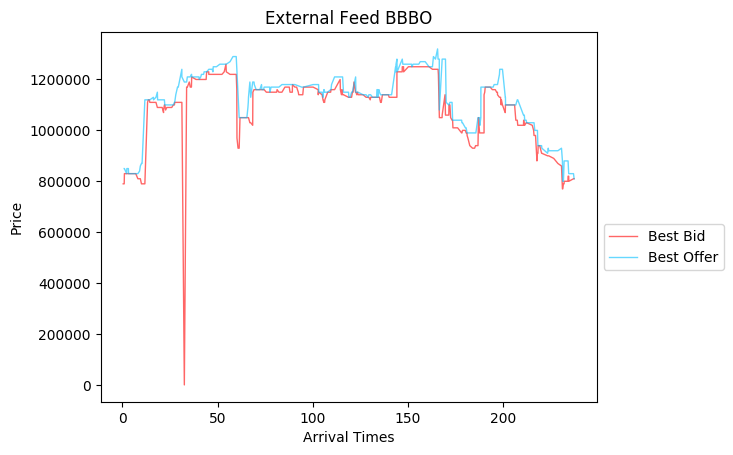 External Feed BBBO
Price
1200000
1000000
800000
600000
400000
200000
0
0 50 100 150 200
Arrival Times
Best Bid
Best Offer